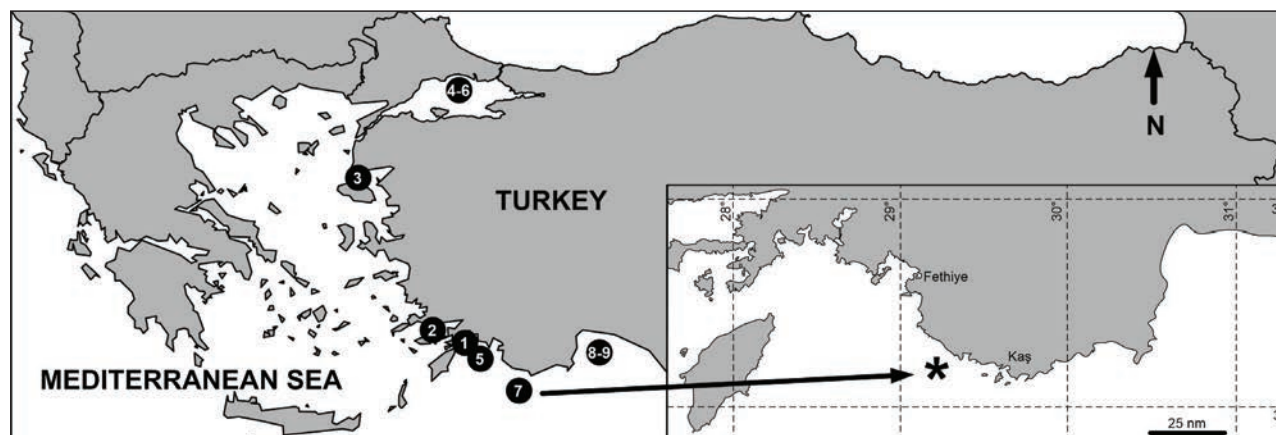 4-6
N
3
TURKEY
28°
29°
30°
31°
Fethiye
2
1
5
8-9
Kaş
*
MEDITERRANEAN SEA
7
25 nm